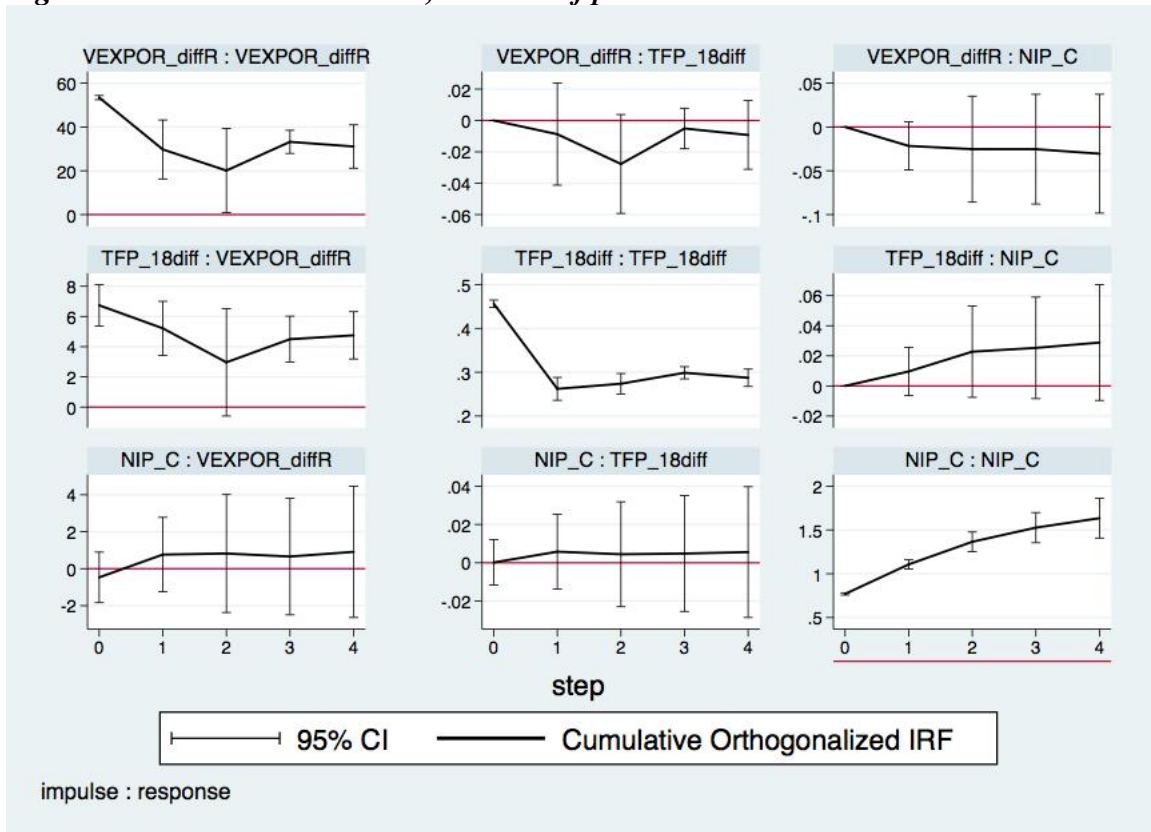 VEXPOR_diffR : VEXPOR_diffR
VEXPOR_diffR : TFP_18diff
VEXPOR_diffR : NIP_C
60
40
20
0
.02
0
-.02
-.04
-.06
.05
0
-.05
-.1
TFP_18diff : VEXPOR_diffR
TFP_18diff : TFP_18diff
TFP_18diff : NIP_C
8
6
4
2
0
.5
.4
.3
.2
.06
.04
.02
0
-.02
NIP_C : VEXPOR_diffR
NIP_C : TFP_18diff
NIP_C : NIP_C
4
2
0
-2
.04
.02
0
-.02
2
1.5
1
.5
0 1 2 3 4
0 1 2 3 4
0 1 2 3 4
step
95% CI
Cumulative Orthogonalized IRF
impulse : response